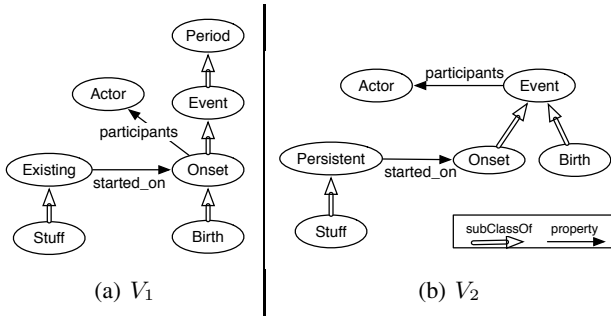 Period
Actor
Event
participants
Existing
started_on
Onset
Stuff
Birth
(a) V1
participants
Actor
Event
Persistent
started_on
Onset
Birth
Stuff
subClassOf
property
(b) V2